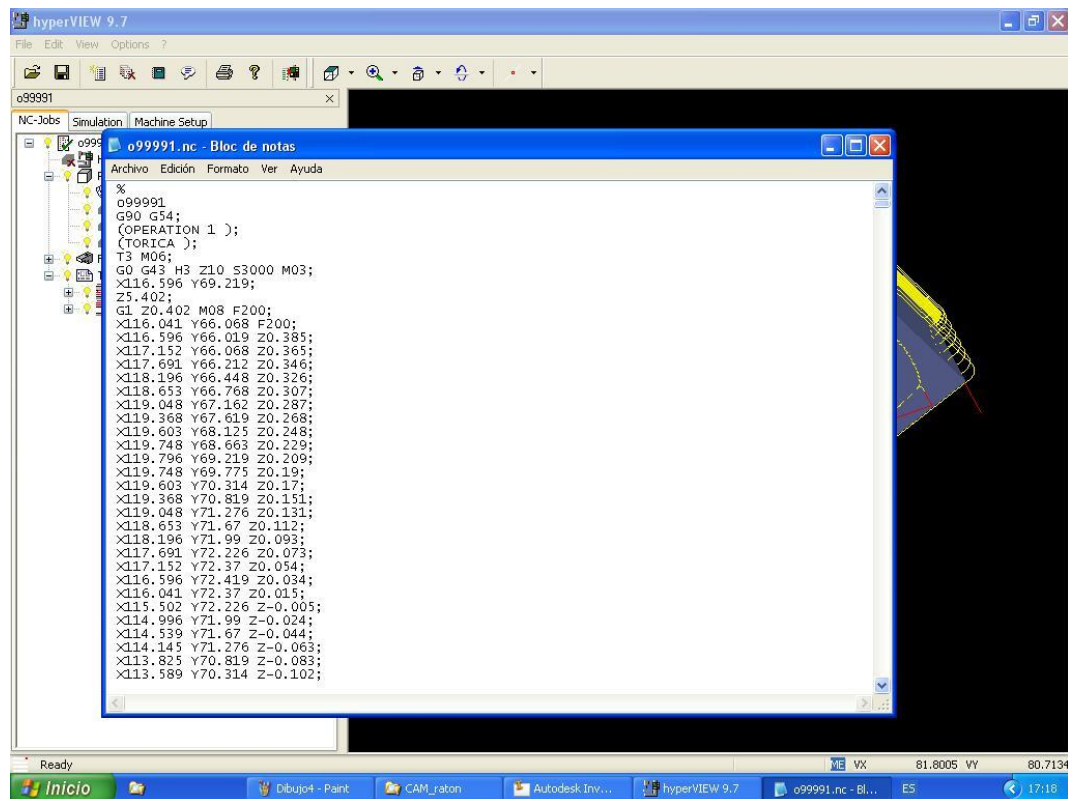 hyperVIEW 9.7
File Edit View Options ?
o99991
NC-Jobs Simulation Machine Setup
o99991.nc - Bloc de notas
Archivo Edición Formato Ver Ayuda
%
o99991
G90 G54;
(OPERATION 1 );
(TORICA );
T3 M06;
G0 G43 H3 Z10 S3000 M03;
X116.596 Y69.219;
Z5.402;
G1 Z0.402 M08 F200;
X116.041 Y66.068 F200;
X116.596 Y66.019 Z0.385;
X117.152 Y66.068 Z0.365;
X117.691 Y66.212 Z0.346;
X118.196 Y66.448 Z0.326;
X118.653 Y66.768 Z0.307;
X119.048 Y67.162 Z0.287;
X119.368 Y67.619 Z0.268;
X119.603 Y68.125 Z0.248;
X119.748 Y68.663 Z0.229;
X119.796 Y69.219 Z0.209;
X119.748 Y69.775 Z0.19;
X119.603 Y70.314 Z0.17;
X119.368 Y70.819 Z0.151;
X119.048 Y71.276 Z0.131;
X118.653 Y71.67 Z0.112;
X118.196 Y71.99 Z0.093;
X117.691 Y72.226 Z0.073;
X117.152 Y72.37 Z0.054;
X116.596 Y72.419 Z0.034;
X116.041 Y72.37 Z0.015;
X115.502 Y72.226 Z-0.005;
X114.996 Y71.99 Z-0.024;
X114.539 Y71.67 Z-0.044;
X114.145 Y71.276 Z-0.063;
X113.825 Y70.819 Z-0.083;
X113.589 Y70.314 Z-0.102;
Ready ME VX 81.8005 VY 80.7134
Inicio Dibujo4 - Paint CAM_raton Autodesk Inv... hyperVIEW 9.7 o99991.nc - Bl... ES 17:18